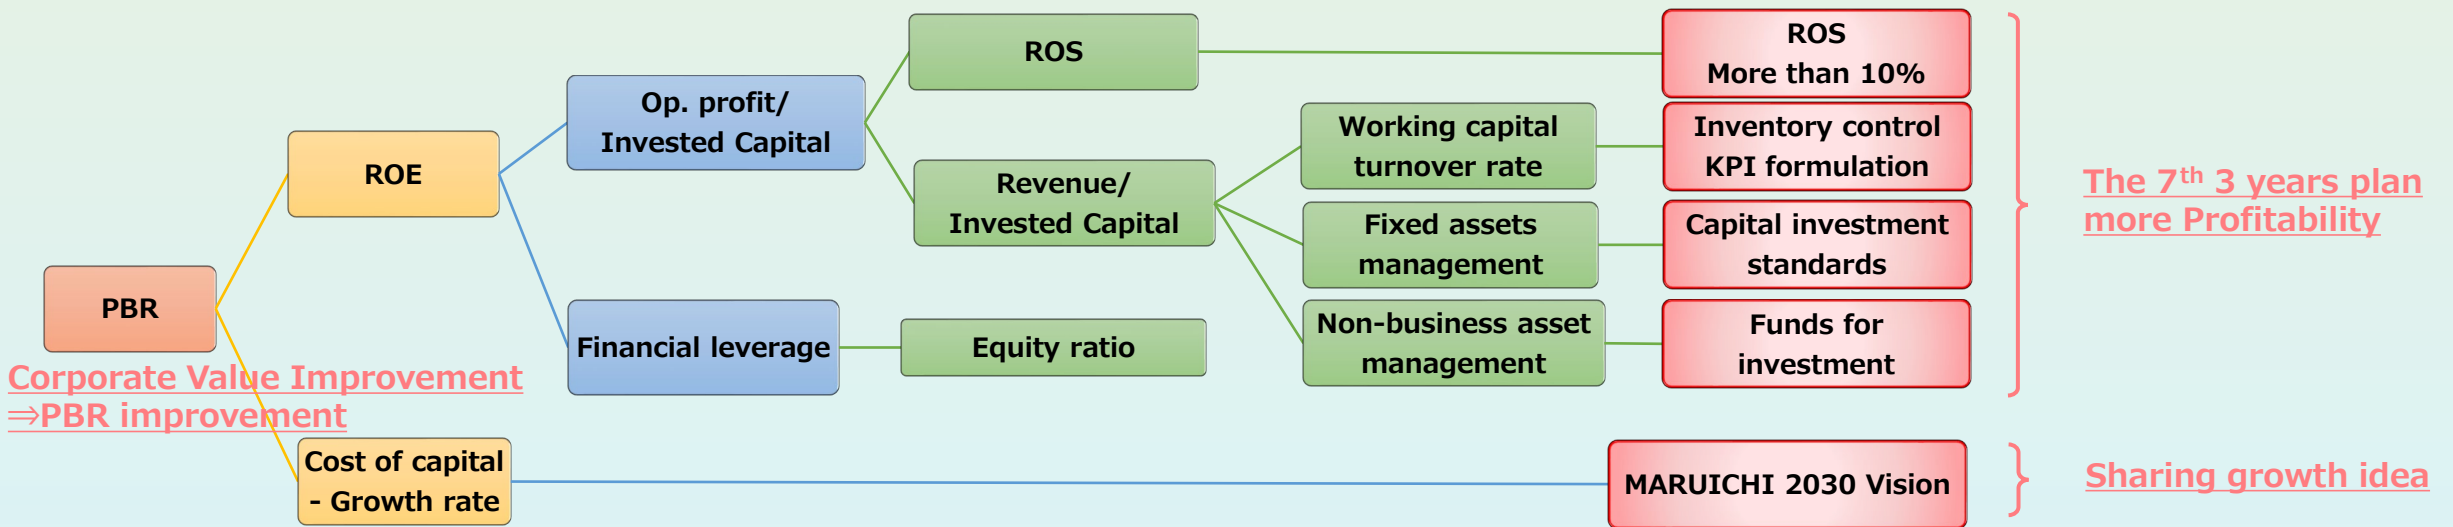 ROS
ROS
More than 10%
Op. profit/
Invested Capital
Working capital
turnover rate
Inventory control
KPI formulation
ROE
Revenue/
Invested Capital
The 7th 3 years plan
more Profitability
Fixed assets
management
Capital investment
standards
PBR
Financial leverage
Equity ratio
Non-business asset
management
Funds for
investment
Corporate Value Improvement
⇒PBR improvement
Cost of capital
- Growth rate
MARUICHI 2030 Vision
Sharing growth idea